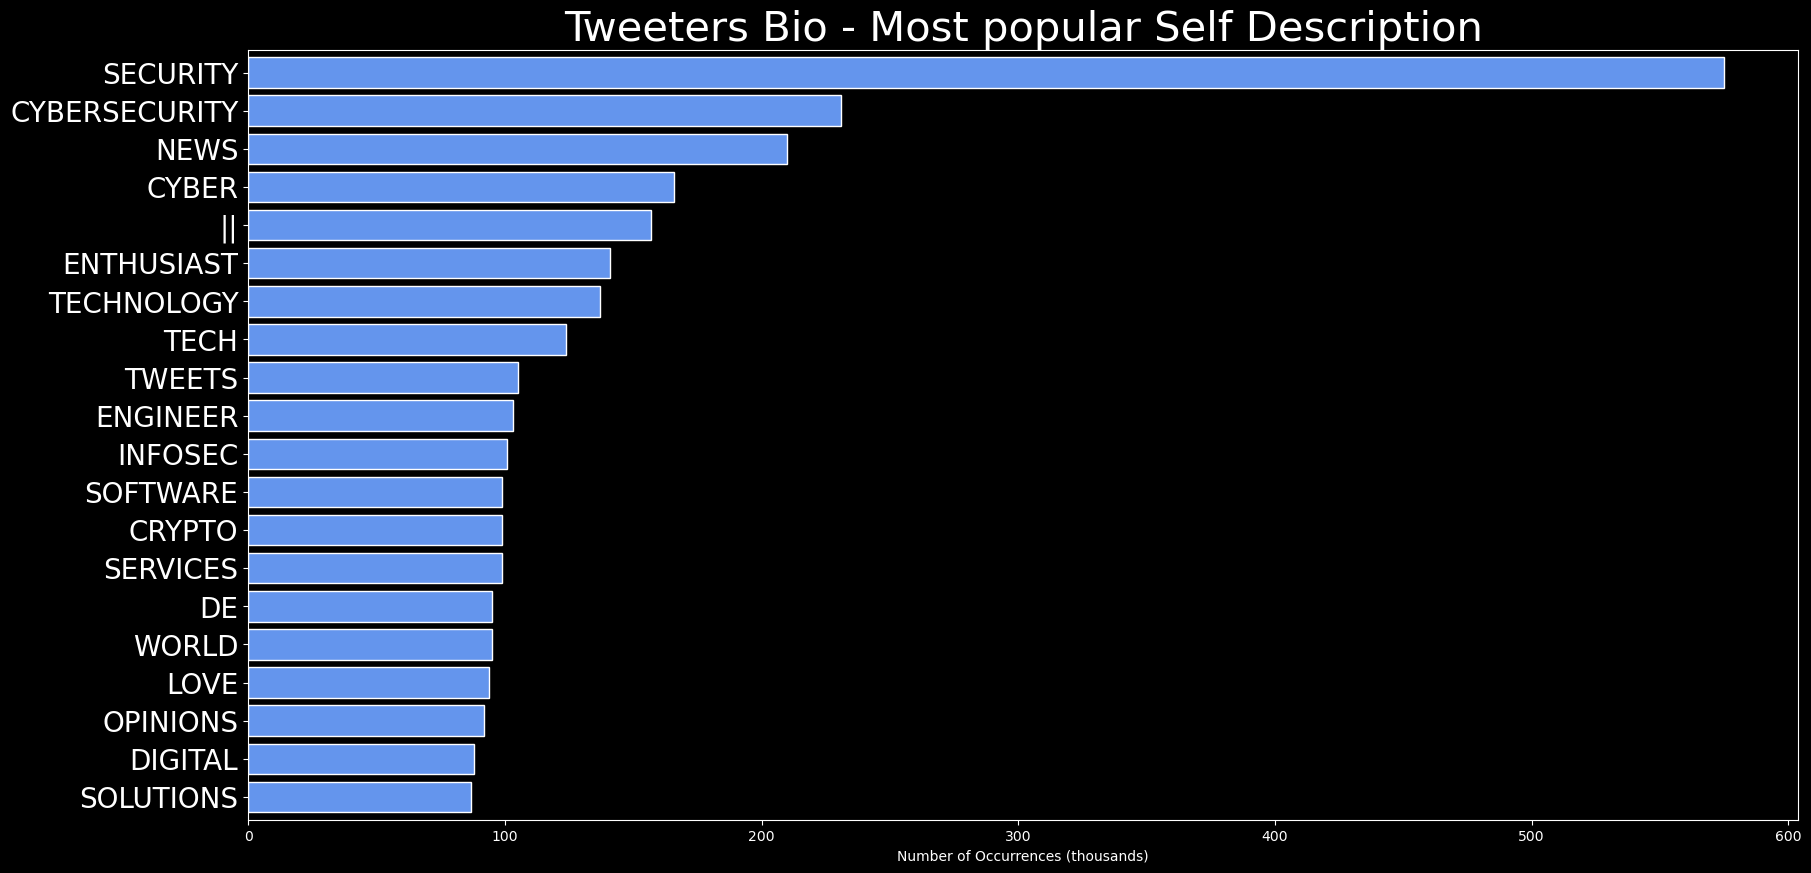 Tweeters Bio - Most popular Self Description
SECURITY
CYBERSECURITY
NEWS
CYBER
||
ENTHUSIAST
TECHNOLOGY
TECH
TWEETS
ENGINEER
INFOSEC
SOFTWARE
CRYPTO
SERVICES
DE
WORLD
LOVE
OPINIONS
DIGITAL
SOLUTIONS
0 100 200 300 400 500 600
Number of Occurrences (thousands)